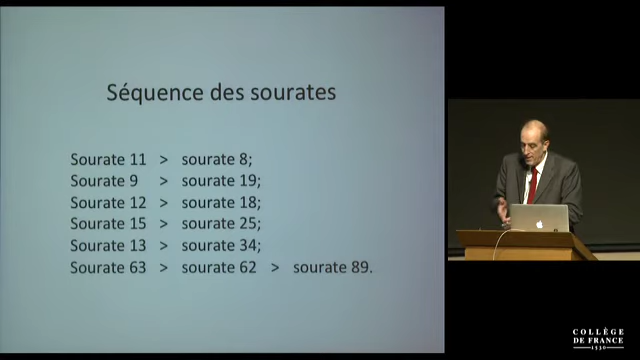 Séquence des sourates
Sourate 11 > sourate 8;
Sourate 9 > sourate 19;
Sourate 12 > sourate 18;
Sourate 15 > sourate 25;
Sourate 13 > sourate 34;
Sourate 63 > sourate 62 > sourate 89.
COLLÈGE
DE FRANCE
1530